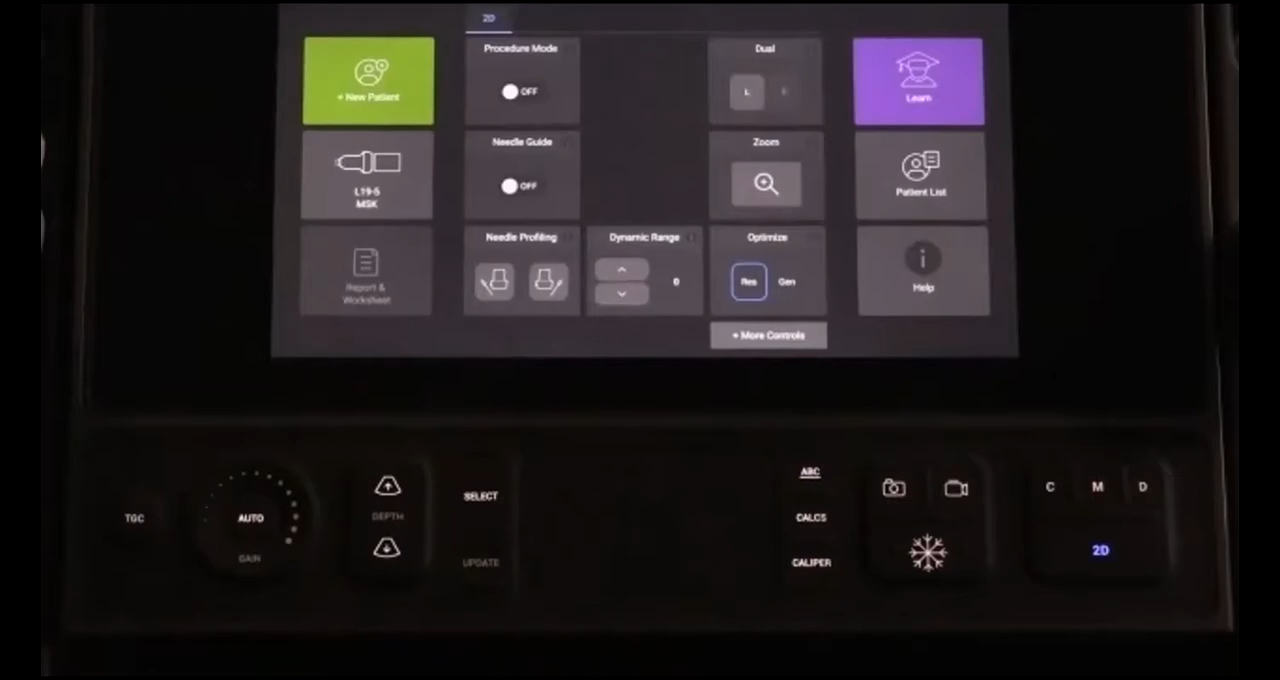 2D
+ New Patient
Procedure Mode
OFF
Dual
L
R
Learn
L19-5
MSK
Needle Guide
OFF
Zoom
Patient List
Report &
Worksheet
Needle Profiling
Dynamic Range
0
Optimize
Res
Gen
i
Help
+ More Controls
TGC
AUTO
GAIN
DEPTH
SELECT
UPDATE
ABC
CALCS
CALIPER
C
M
D
2D